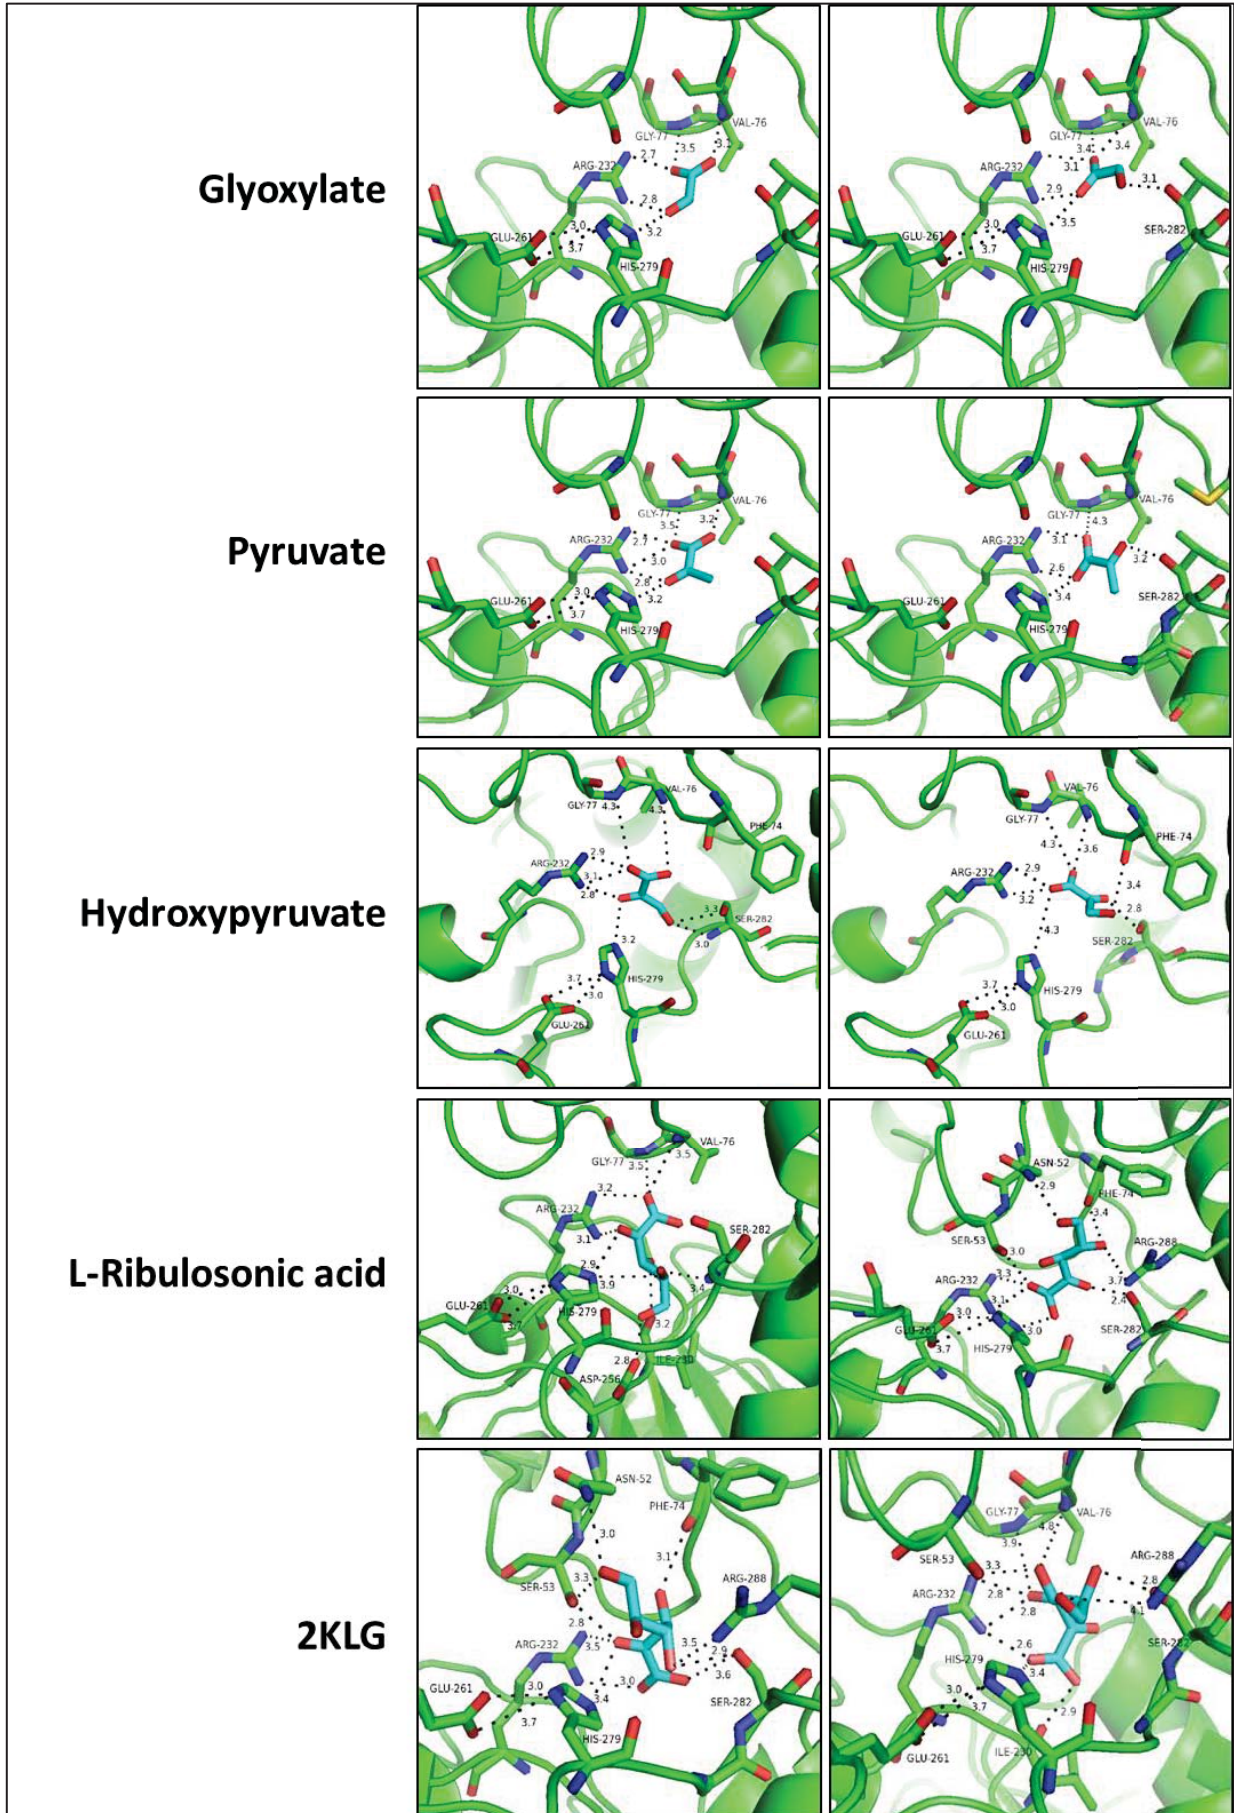 Glyoxylate
GLY-77
VAL-76
3.5
3.1
ARG-232
2.7
2.8
3.0
3.2
GLU-261
3.7
HIS-279
GLY-77
VAL-76
3.4
3.4
ARG-232
3.1
2.9
3.1
3.0
3.5
GLU-261
3.7
SER-282
HIS-279
Pyruvate
VAL-76
GLY-77
3.2
3.5
ARG-232
2.7
3.0
2.8
3.0
3.2
GLU-261
3.7
HIS-279
VAL-76
GLY-77
4.3
ARG-232
3.1
3.2
2.6
3.0
3.4
GLU-261
SER-282
3.7
HIS-279
Hydroxypyruvate
VAL-76
GLY-77
4.3
4.3
PHE-74
2.9
ARG-232
3.1
2.8
3.3
SER-282
3.2
3.0
3.7
HIS-279
3.0
GLU-261
VAL-76
GLY-77
PHE-74
4.3
3.6
2.9
ARG-232
3.4
3.2
2.8
4.3
SER-282
3.7
HIS-279
3.0
GLU-261
L-Ribulosonic acid
VAL-76
GLY-77
3.5
3.5
3.2
ARG-232
SER-282
3.1
2.9
3.9
3.4
3.0
GLU-261
HIS-279
3.7
3.2
2.8
ILE-230
ASP-256
ASN-52
2.9
PHE-74
3.4
SER-53
3.0
ARG-288
3.3
3.7
ARG-232
3.1
2.4
3.0
GLU-261
3.0
SER-282
3.7
HIS-279
2KLG
ASN-52
PHE-74
3.0
3.1
3.3
SER-53
ARG-288
2.8
3.5
ARG-232
3.5
2.9
3.6
GLU-261
3.0
3.0
3.4
SER-282
3.7
HIS-279
GLY-77
VAL-76
4.8
3.9
SER-53
3.3
ARG-288
2.8
ARG-232
2.8
2.8
4.1
2.6
SER-282
HIS-279
3.4
3.0
3.7
2.9
GLU-261
ILE-230